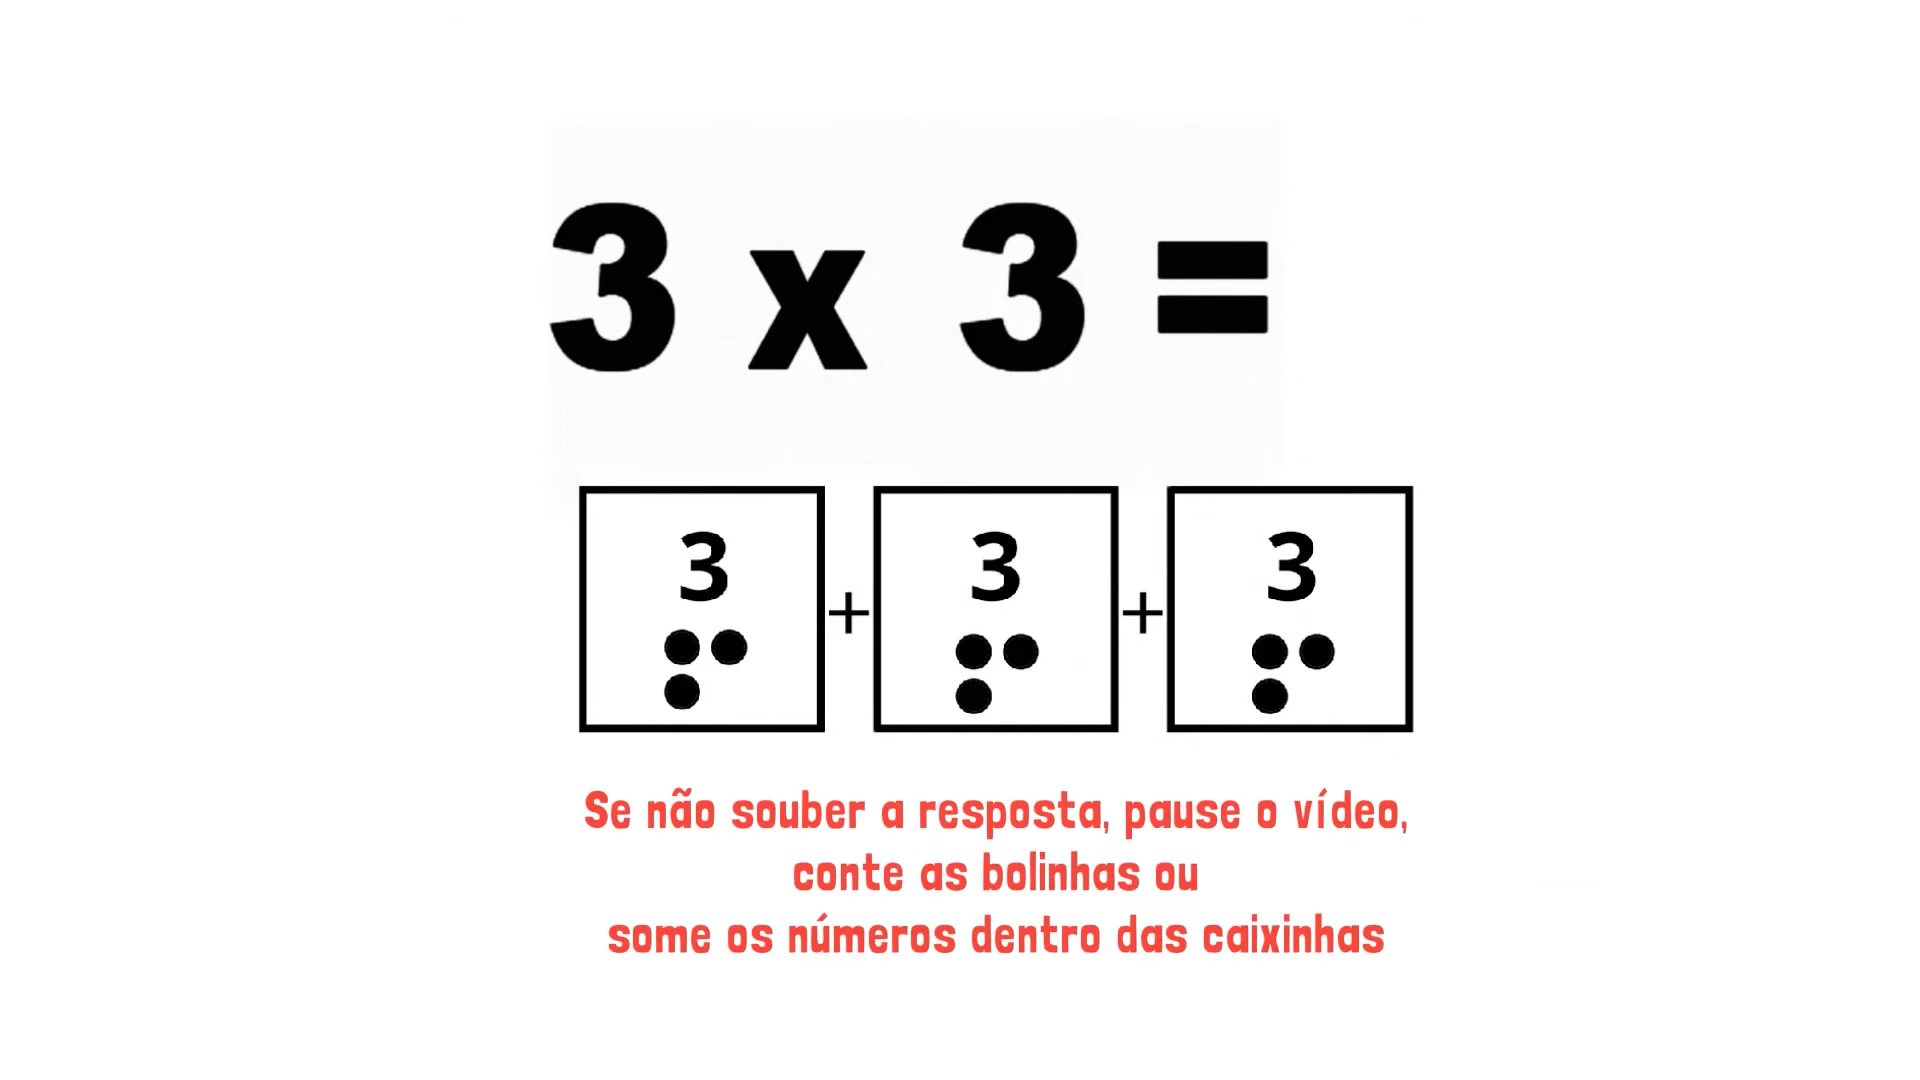 3 x 3 =
3 + 3 + 3
Se não souber a resposta, pause o vídeo,
conte as bolinhas ou
some os números dentro das caixinhas